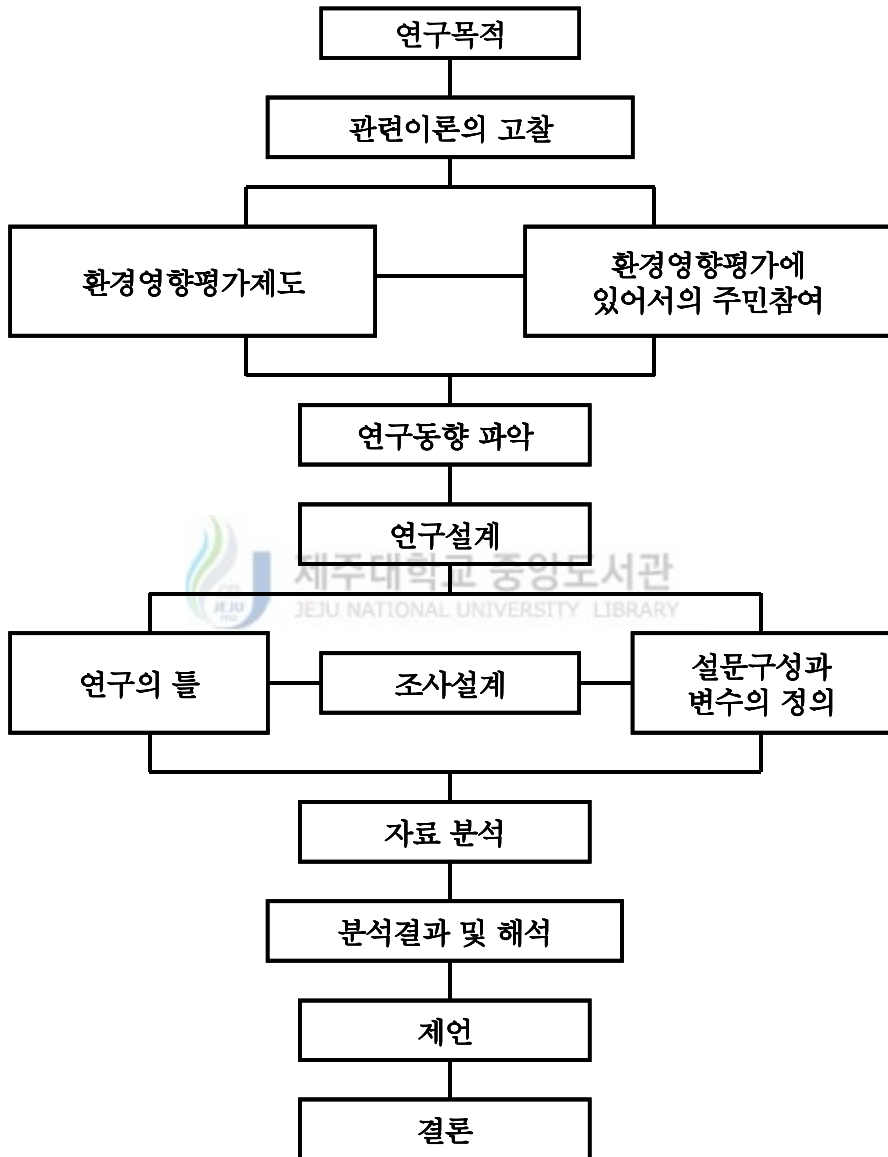 연구목적
관련이론의 고찰
환경영향평가제도
환경영향평가에
있어서의 주민참여
연구동향 파악
연구설계
제주대학교 중앙도서관
JEJU NATIONAL UNIVERSITY LIBRARY
JEJU
1952
연구의 틀
조사설계
설문구성과
변수의 정의
자료 분석
분석결과 및 해석
제언
결론